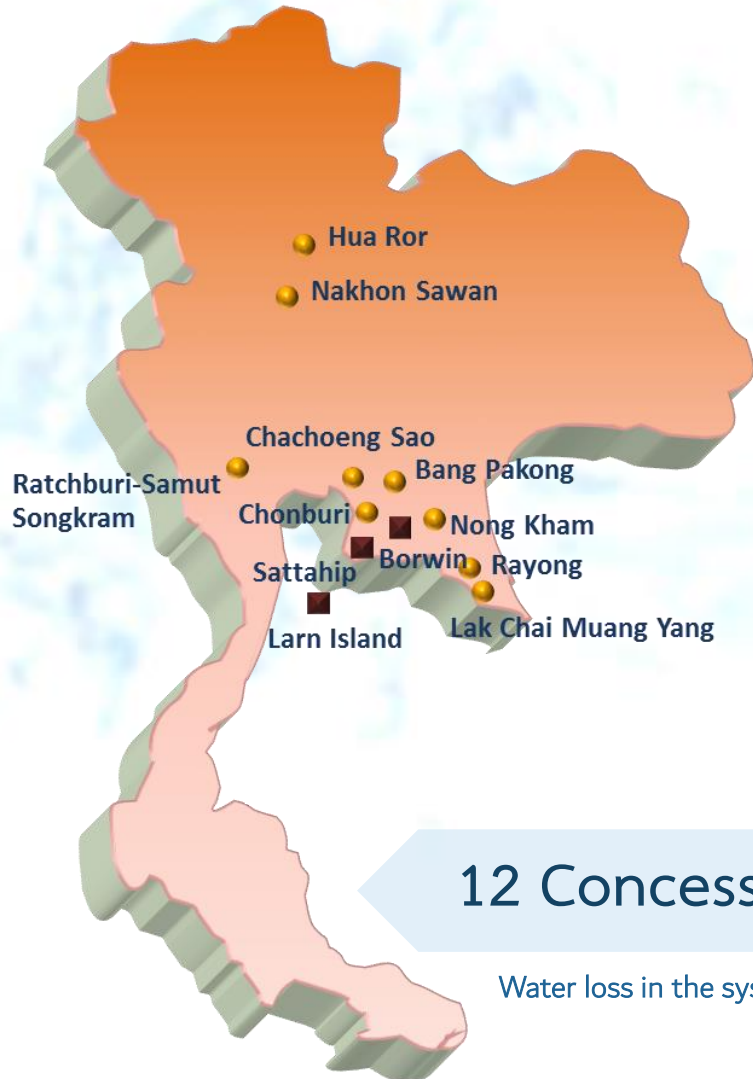 Hua Ror
Nakhon Sawan
Chachoeng Sao
Bang Pakong
Ratchburi-Samut
Songkram
Chonburi
Nong Kham
Borwin
Rayong
Sattahip
Lak Chai Muang Yang
Larn Island
12 Concess
Water loss in the sys